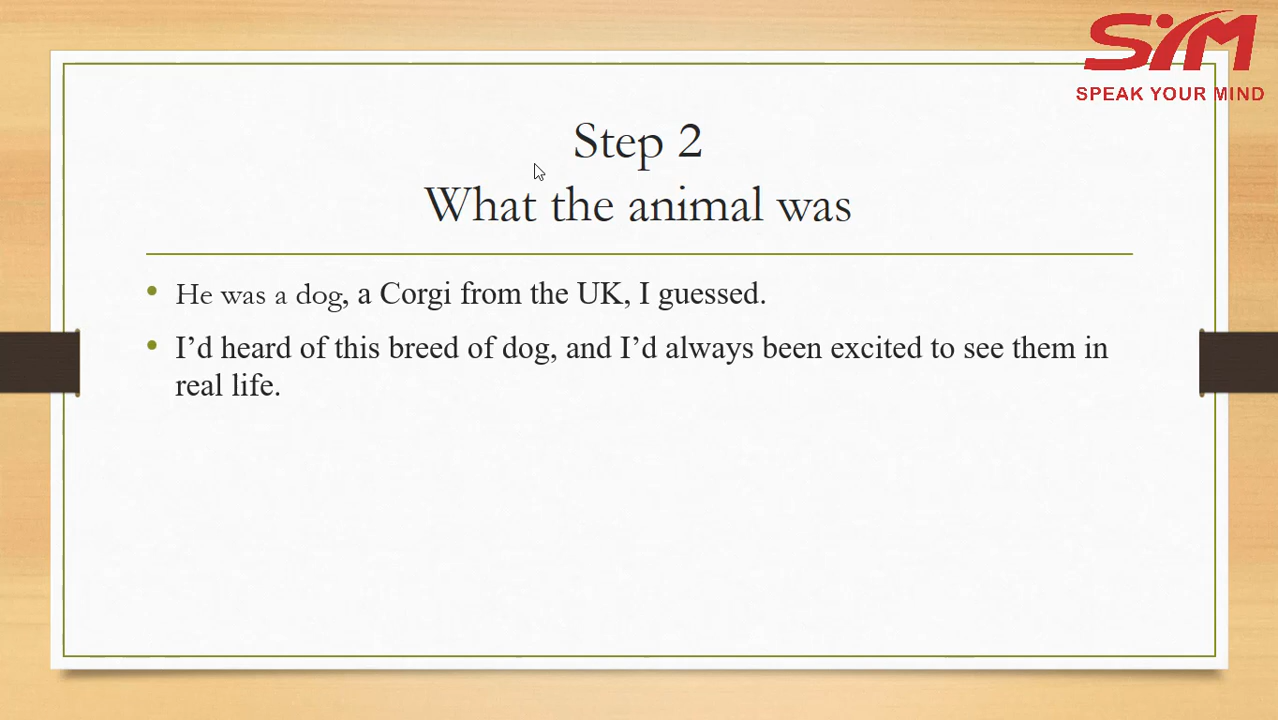 SYM
SPEAK YOUR MIND
Step 2
What the animal was
• He was a dog, a Corgi from the UK, I guessed.
• I’d heard of this breed of dog, and I’d always been excited to see them in
real life.